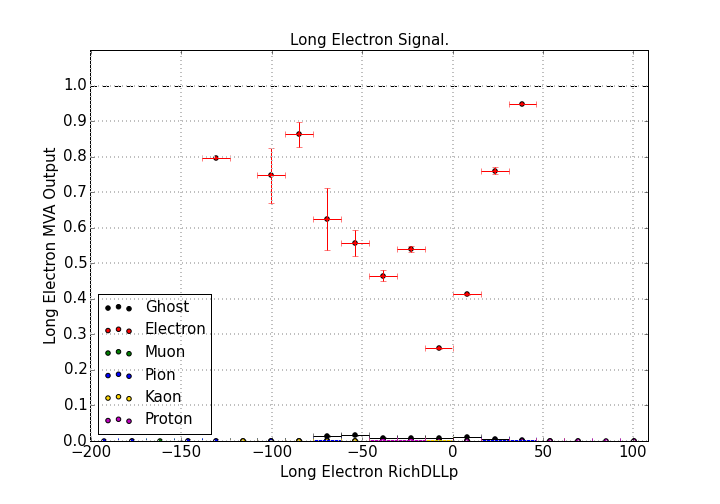 Long Electron Signal.
Long Electron MVA Output
1.0
0.9
0.8
0.7
0.6
0.5
0.4
0.3
0.2
0.1
0.0
Ghost
Electron
Muon
Pion
Kaon
Proton
−200 −150 −100 −50 0 50 100
Long Electron RichDLLp